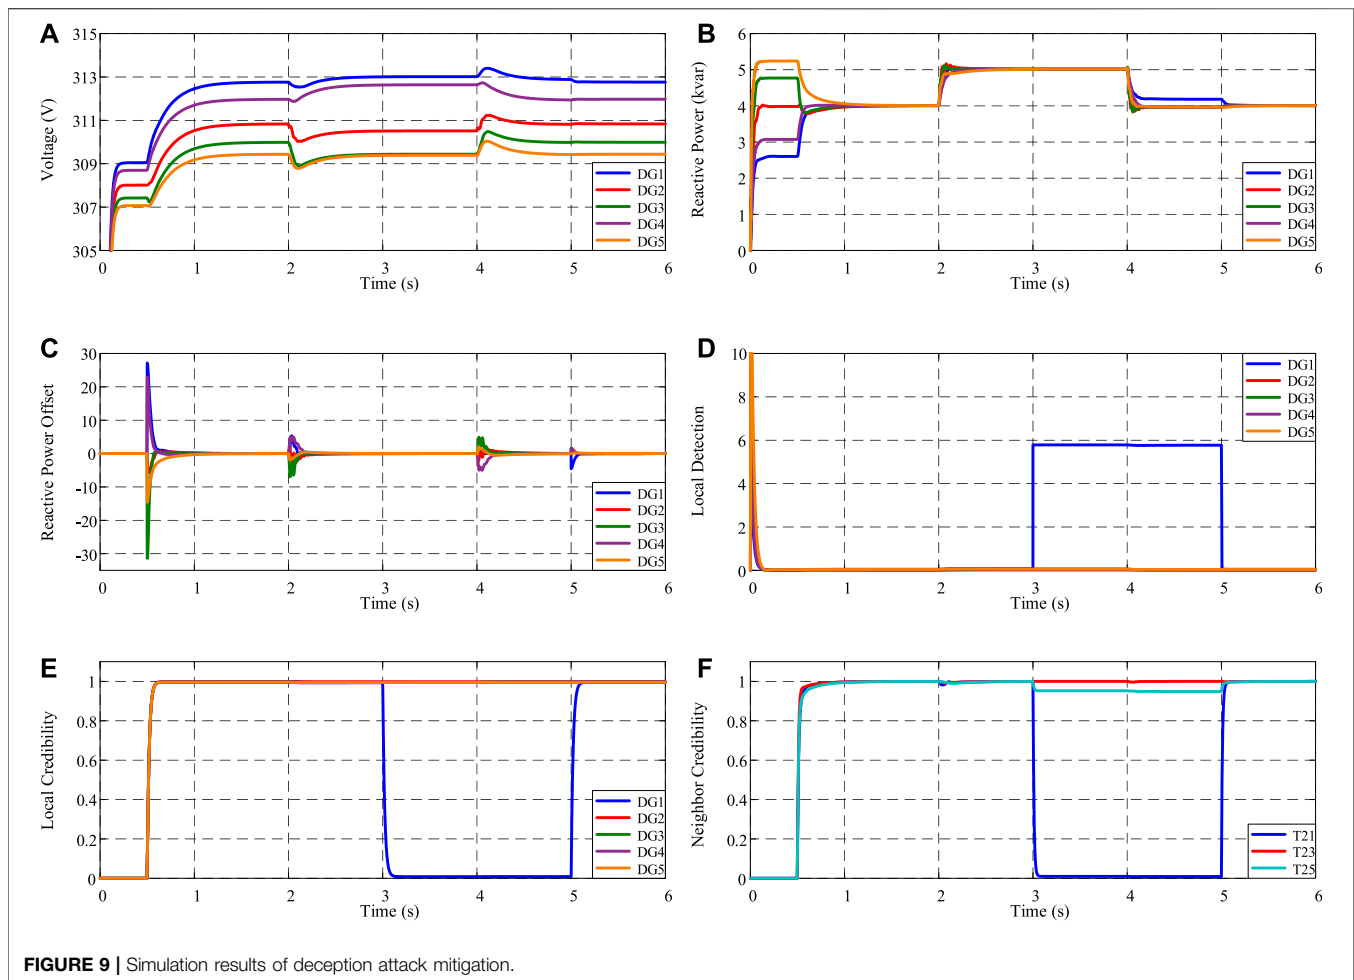 A
315
313
311
309
307
305
Voltage (V)
0 1 2 3 4 5 6
Time (s)
DG1
DG2
DG3
DG4
DG5
B
6
5
4
3
2
1
0
Reactive Power (kvar)
0 1 2 3 4 5 6
Time (s)
DG1
DG2
DG3
DG4
DG5
C
30
20
10
0
-10
-20
-30
Reactive Power Offset
0 1 2 3 4 5 6
Time (s)
DG1
DG2
DG3
DG4
DG5
D
10
8
6
4
2
0
Local Detection
0 1 2 3 4 5 6
Time (s)
DG1
DG2
DG3
DG4
DG5
E
1
0.8
0.6
0.4
0.2
0
Local Credibility
0 1 2 3 4 5 6
Time (s)
DG1
DG2
DG3
DG4
DG5
F
1
0.8
0.6
0.4
0.2
0
Neighbor Credibility
0 1 2 3 4 5 6
Time (s)
T21
T23
T25
FIGURE 9 | Simulation results of deception attack mitigation.